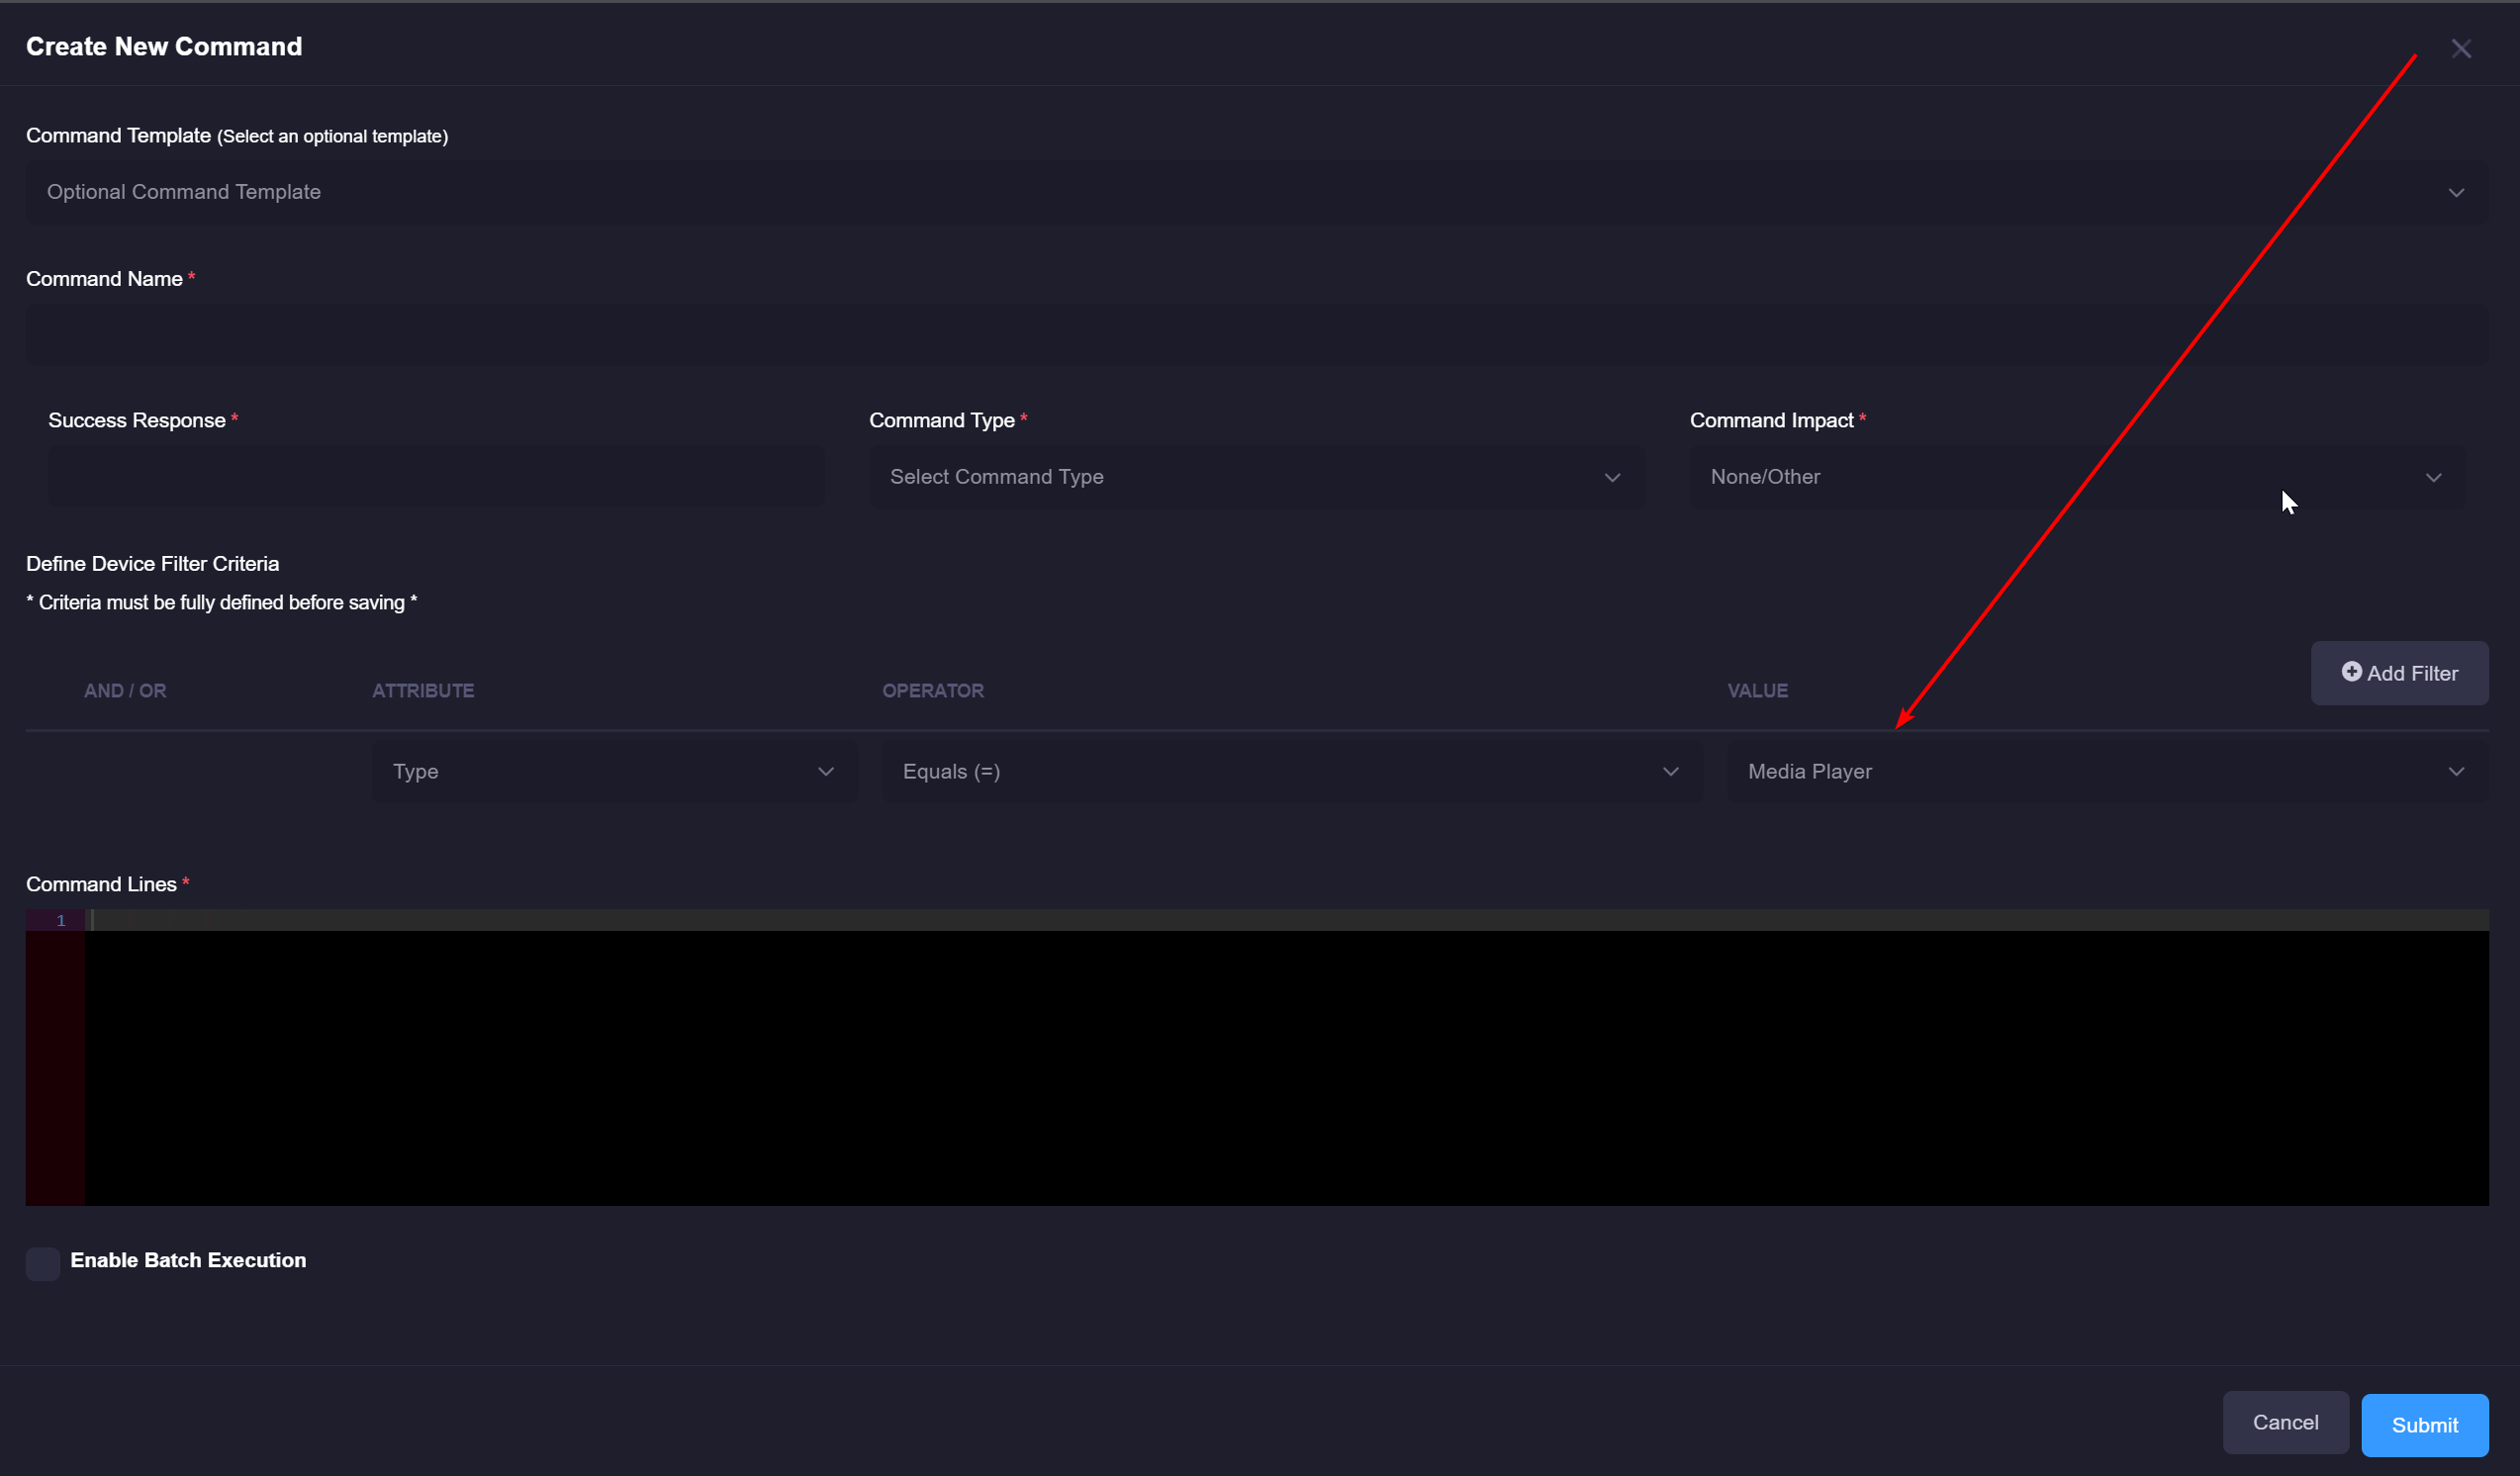 Create New Command
Command Template (Select an optional template)
Optional Command Template
Command Name *
Success Response * Command Type * Command Impact *
Select Command Type None/Other
Define Device Filter Criteria
* Criteria must be fully defined before saving *
Add Filter
AND / OR ATTRIBUTE OPERATOR VALUE
Type Equals (=) Media Player
Command Lines *
1
Enable Batch Execution
Cancel Submit